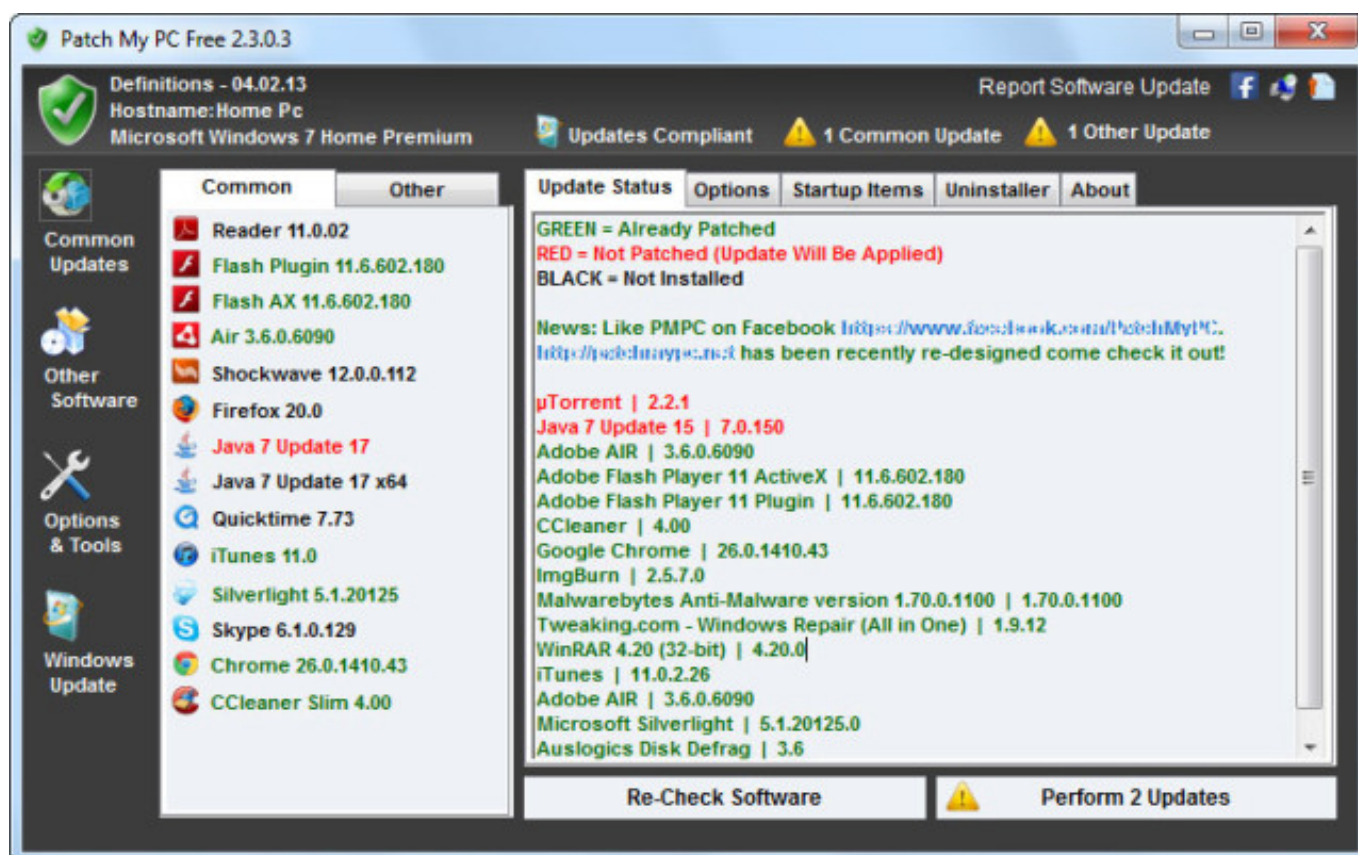 Patch My PC Free 2.3.0.3
Definitions - 04.02.13
Hostname:Home Pc
Microsoft Windows 7 Home Premium
Report Software Update
Updates Compliant
1 Common Update
1 Other Update
Common Updates
Other Software
Options & Tools
Windows Update
Common
Other
Reader 11.0.02
Flash Plugin 11.6.602.180
Flash AX 11.6.602.180
Air 3.6.0.6090
Shockwave 12.0.0.112
Firefox 20.0
Java 7 Update 17
Java 7 Update 17 x64
Quicktime 7.73
iTunes 11.0
Silverlight 5.1.20125
Skype 6.1.0.129
Chrome 26.0.1410.43
CCleaner Slim 4.00
Update Status
Options
Startup Items
Uninstaller
About
GREEN = Already Patched
RED = Not Patched (Update Will Be Applied)
BLACK = Not Installed
News: Like PMPC on Facebook https://www.facebook.com/PatchMyPC.
http://patchmypc.net has been recently re-designed come check it out!
µTorrent | 2.2.1
Java 7 Update 15 | 7.0.150
Adobe AIR | 3.6.0.6090
Adobe Flash Player 11 ActiveX | 11.6.602.180
Adobe Flash Player 11 Plugin | 11.6.602.180
CCleaner | 4.00
Google Chrome | 26.0.1410.43
ImgBurn | 2.5.7.0
Malwarebytes Anti-Malware version 1.70.0.1100 | 1.70.0.1100
Tweaking.com - Windows Repair (All in One) | 1.9.12
WinRAR 4.20 (32-bit) | 4.20.0
iTunes | 11.0.2.26
Adobe AIR | 3.6.0.6090
Microsoft Silverlight | 5.1.20125.0
Auslogics Disk Defrag | 3.6
Re-Check Software
Perform 2 Updates